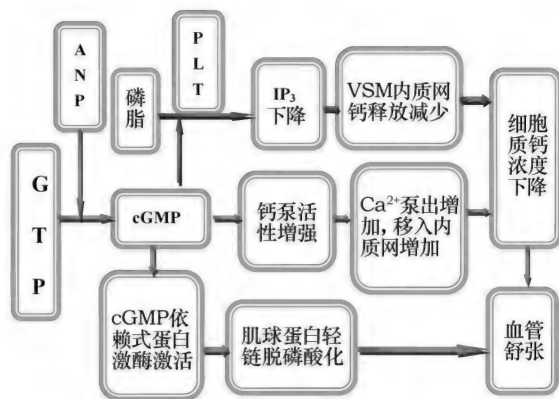 ANP
磷
脂
PLT
IP₃
下降
VSM内质网
钙释放减少
细胞
质钙
浓度
下降
GTP
cGMP
钙泵活
性增强
Ca²⁺泵出增
加,移入内
质网增加
cGMP依
赖式蛋白
激酶激活
肌球蛋白轻
链脱磷酸化
血管
舒张